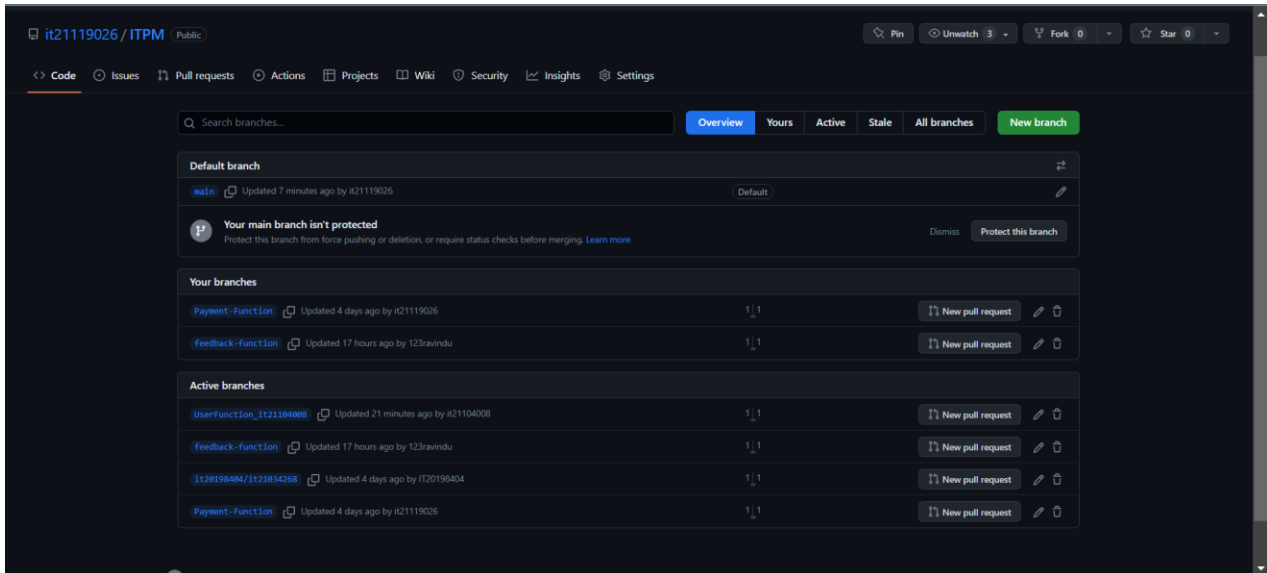 it21119026 / ITPM Public
Pin Unwatch 3 Fork 0 Star 0
Code Issues Pull requests Actions Projects Wiki Security Insights Settings
Search branches... Overview Yours Active Stale All branches New branch
Default branch
main Updated 7 minutes ago by it21119026 Default
Your main branch isn't protected
Protect this branch from force pushing or deletion, or require status checks before merging. Learn more
Dismiss Protect this branch
Your branches
Payment-Function Updated 4 days ago by it21119026 1 1 New pull request
feedback-function Updated 17 hours ago by 123ravindu 1 1 New pull request
Active branches
UserFunction_it21104008 Updated 21 minutes ago by it21104008 1 1 New pull request
feedback-function Updated 17 hours ago by 123ravindu 1 1 New pull request
it20198404/it21034268 Updated 4 days ago by IT20198404 1 1 New pull request
Payment-Function Updated 4 days ago by it21119026 1 1 New pull request